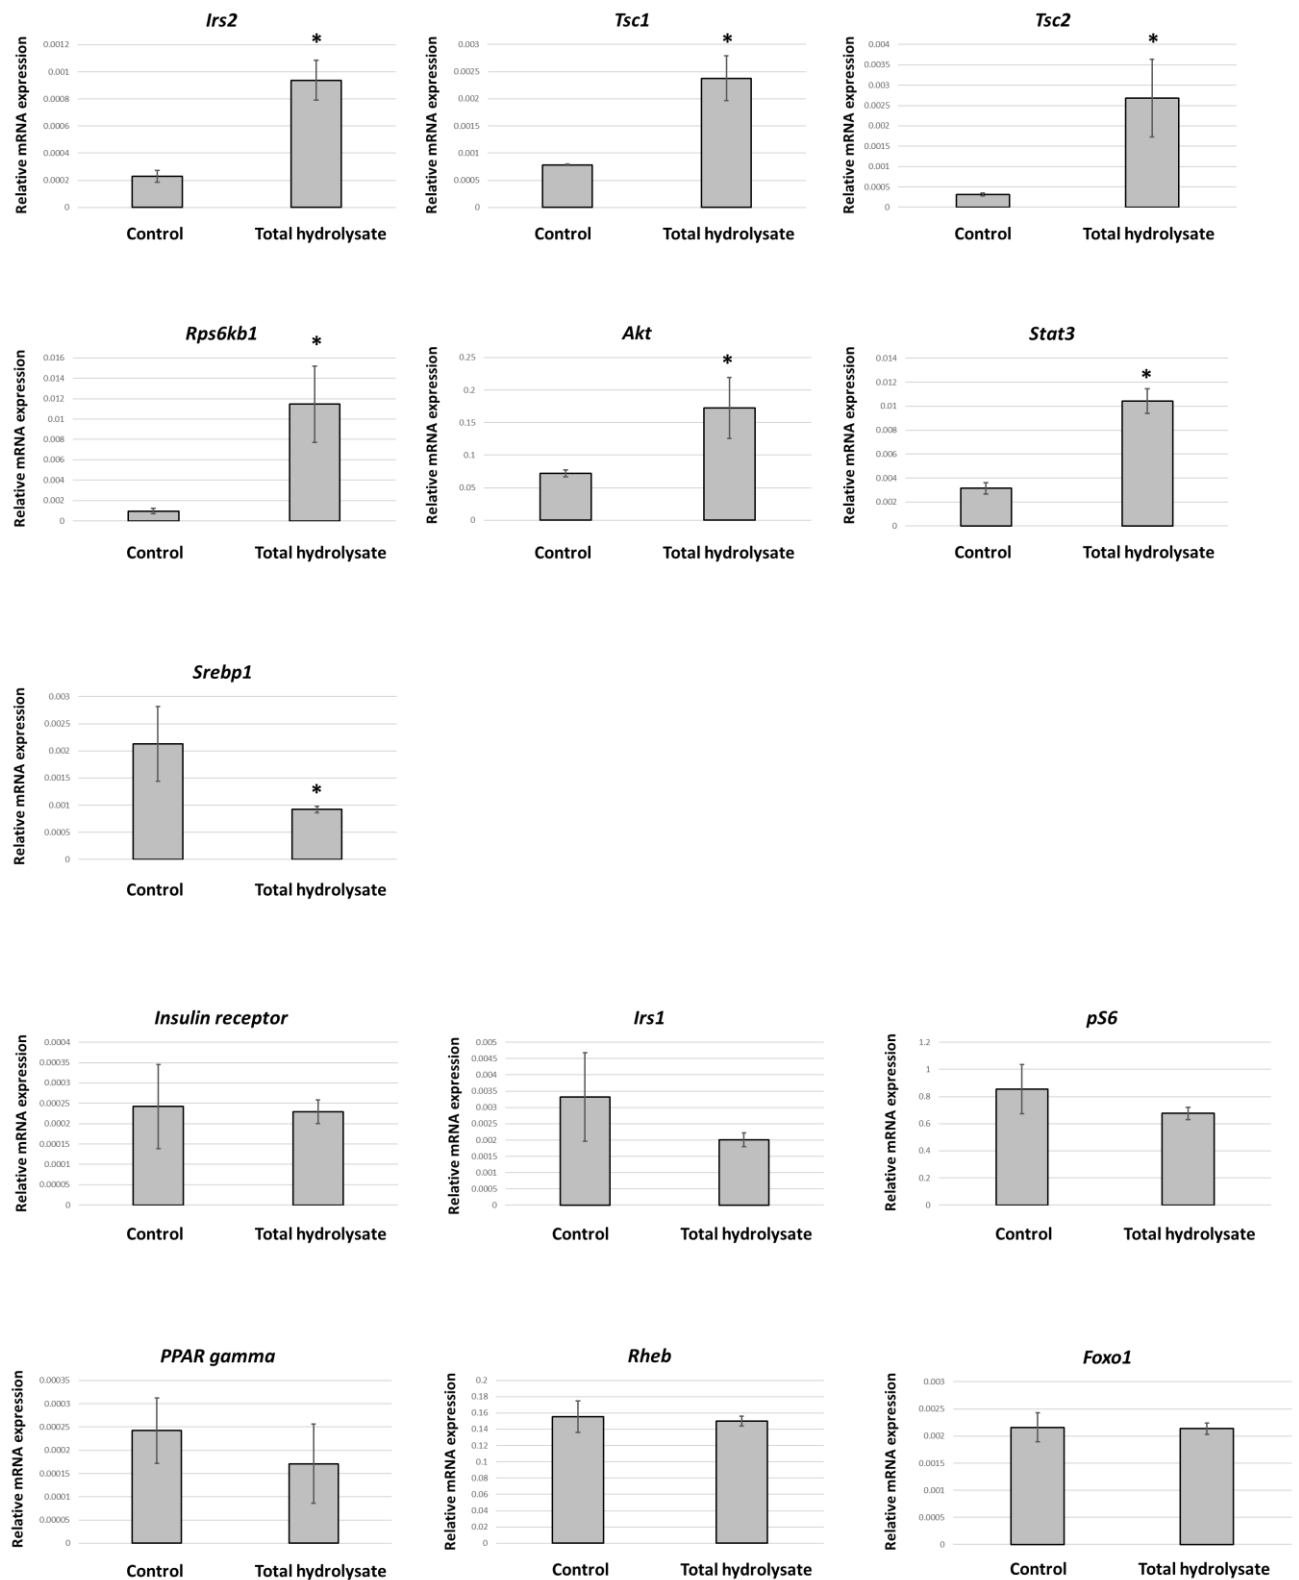 Irs2
Relative mRNA expression
0.0012
0.001
0.0008
0.0006
0.0004
0.0002
0
*
Control Total hydrolysate
Tsc1
Relative mRNA expression
0.003
0.0025
0.002
0.0015
0.001
0.0005
0
*
Control Total hydrolysate
Tsc2
Relative mRNA expression
0.004
0.0035
0.003
0.0025
0.002
0.0015
0.001
0.0005
0
*
Control Total hydrolysate
Rps6kb1
Relative mRNA expression
0.016
0.014
0.012
0.01
0.008
0.006
0.004
0.002
0
*
Control Total hydrolysate
Akt
Relative mRNA expression
0.25
0.2
0.15
0.1
0.05
0
*
Control Total hydrolysate
Stat3
Relative mRNA expression
0.014
0.012
0.01
0.008
0.006
0.004
0.002
0
*
Control Total hydrolysate
Srebp1
Relative mRNA expression
0.003
0.0025
0.002
0.0015
0.001
0.0005
0
*
Control Total hydrolysate
Insulin receptor
Relative mRNA expression
0.0004
0.00035
0.0003
0.00025
0.0002
0.00015
0.0001
0.00005
0
Control Total hydrolysate
Irs1
Relative mRNA expression
0.005
0.0045
0.004
0.0035
0.003
0.0025
0.002
0.0015
0.001
0.0005
0
Control Total hydrolysate
pS6
Relative mRNA expression
1.2
1
0.8
0.6
0.4
0.2
0
Control Total hydrolysate
PPAR gamma
Relative mRNA expression
0.00035
0.0003
0.00025
0.0002
0.00015
0.0001
0.00005
0
Control Total hydrolysate
Rheb
Relative mRNA expression
0.2
0.18
0.16
0.14
0.12
0.1
0.08
0.06
0.04
0.02
0
Control Total hydrolysate
Foxo1
Relative mRNA expression
0.003
0.0025
0.002
0.0015
0.001
0.0005
0
Control Total hydrolysate